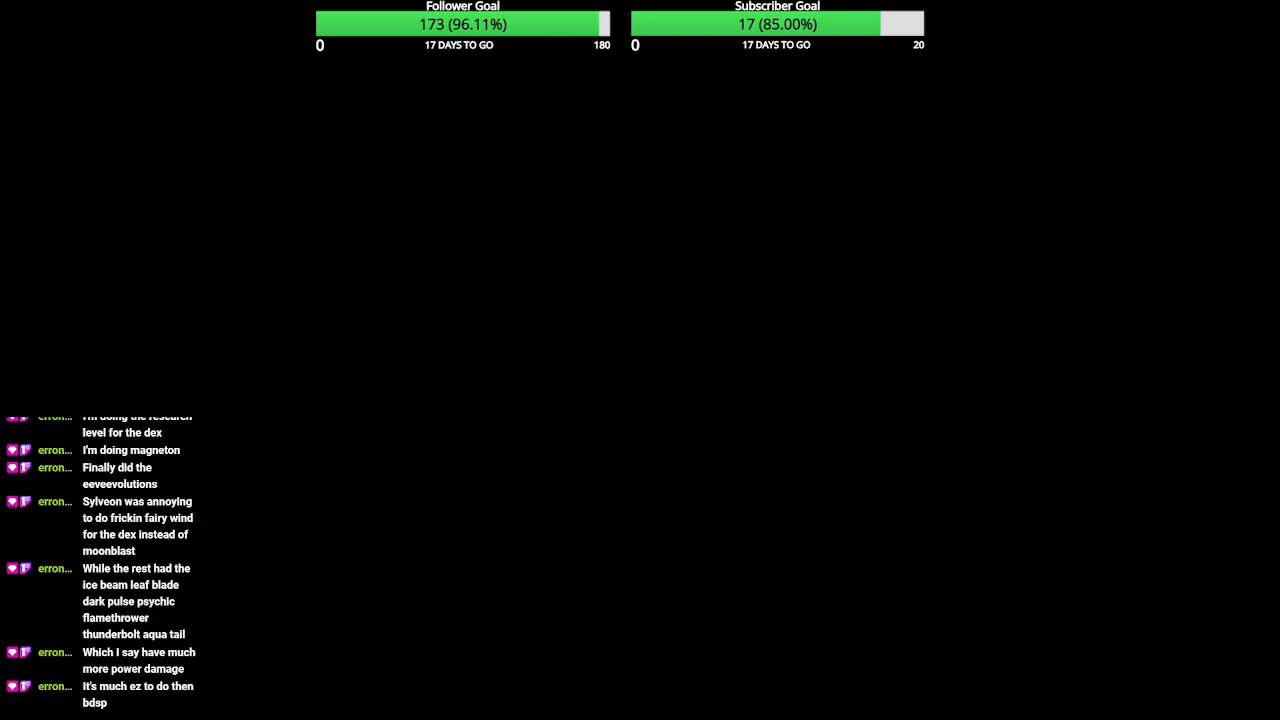 Follower Goal
173 (96.11%)
0 17 DAYS TO GO 180
Subscriber Goal
17 (85.00%)
0 17 DAYS TO GO 20
erron... I'm doing the research
level for the dex
erron... I'm doing magneton
erron... Finally did the
eeveevolutions
erron... Sylveon was annoying
to do frickin fairy wind
for the dex instead of
moonblast
erron... While the rest had the
ice beam leaf blade
dark pulse psychic
flamethrower
thunderbolt aqua tail
erron... Which I say have much
more power damage
erron... It's much ez to do then
bdsp